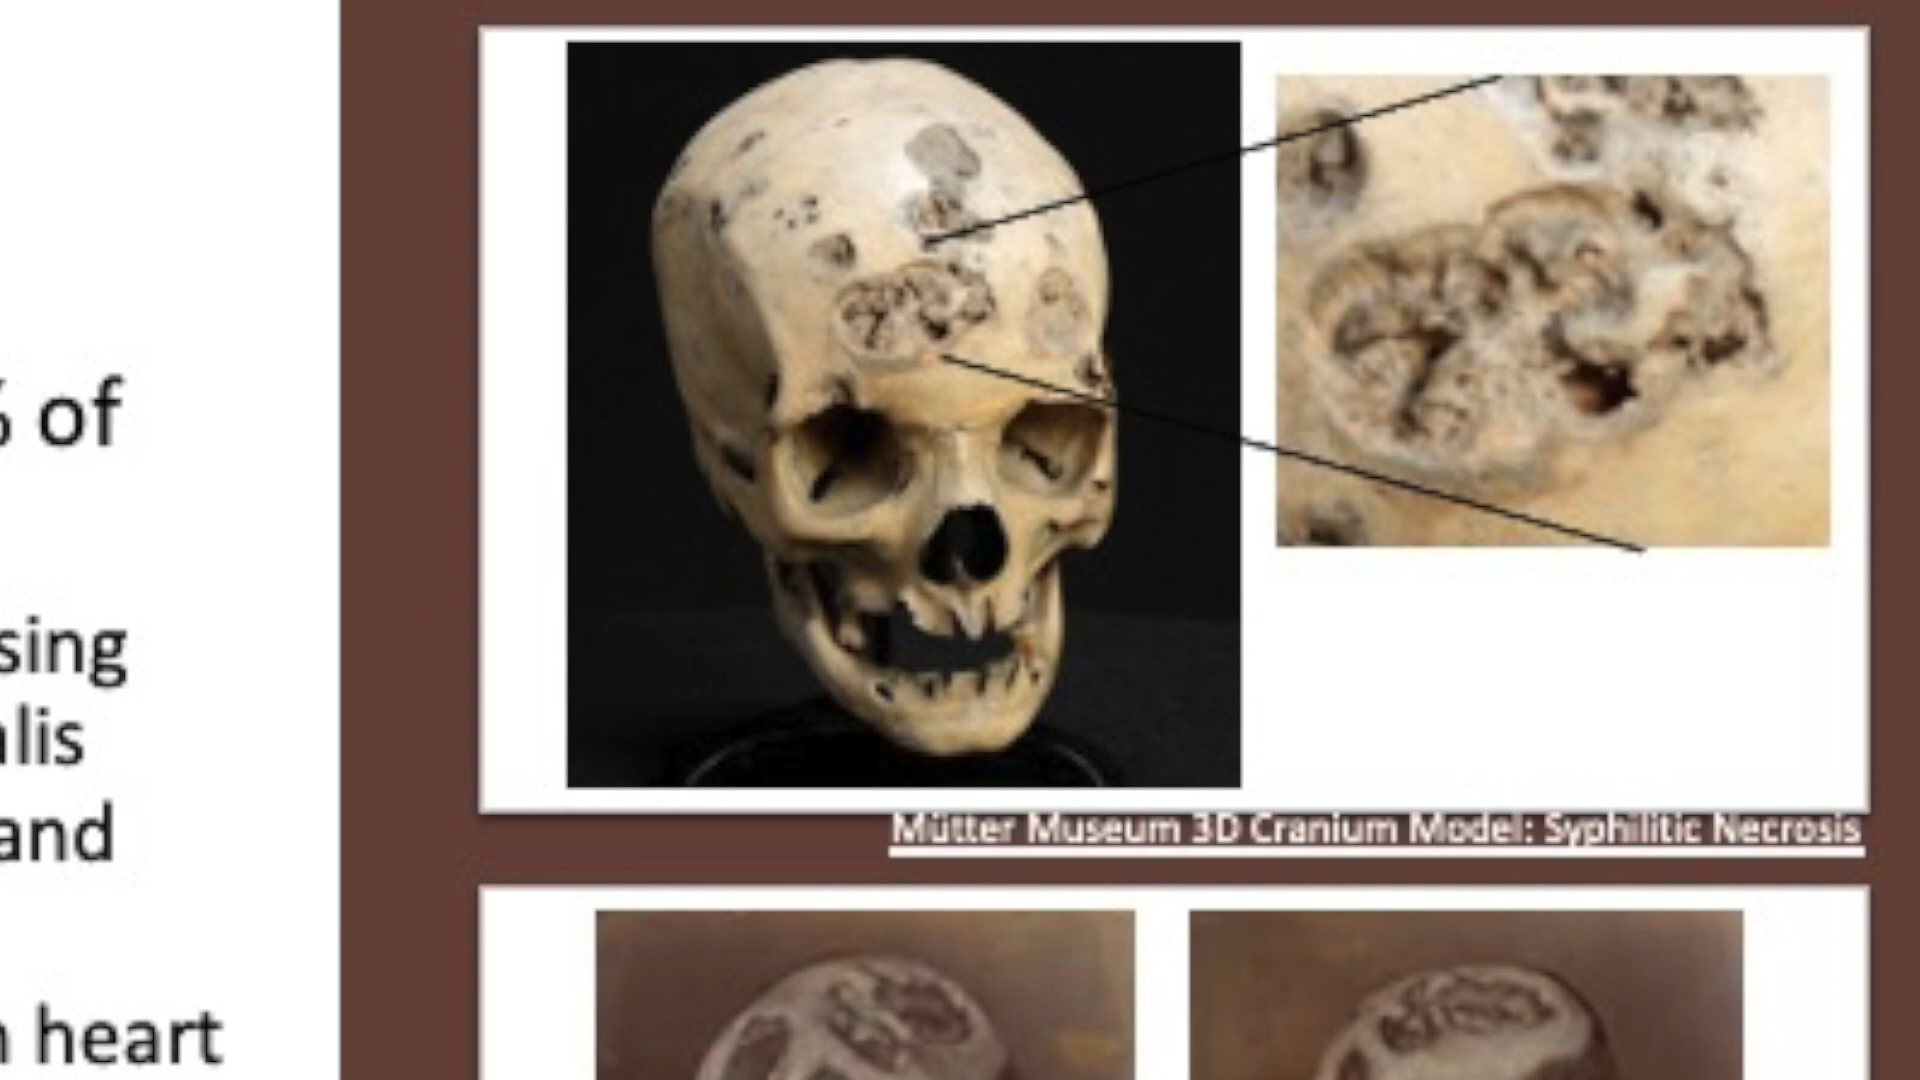 % of
sing
alis
and
heart
Mütter Museum 3D Cranium Model: Syphilitic Necrosis